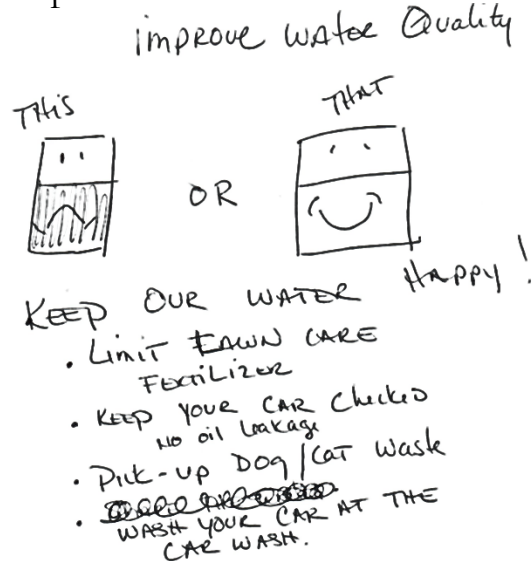 improve water Quality
THIS
THAT
OR
KEEP OUR WATER HAPPY!
• Limit LAWN CARE
FERTILIZER
• KEEP YOUR CAR Checked
NO oil leakage
• Pick-up DOG/CAT Waste
•
WASH YOUR CAR AT THE
CAR WASH.